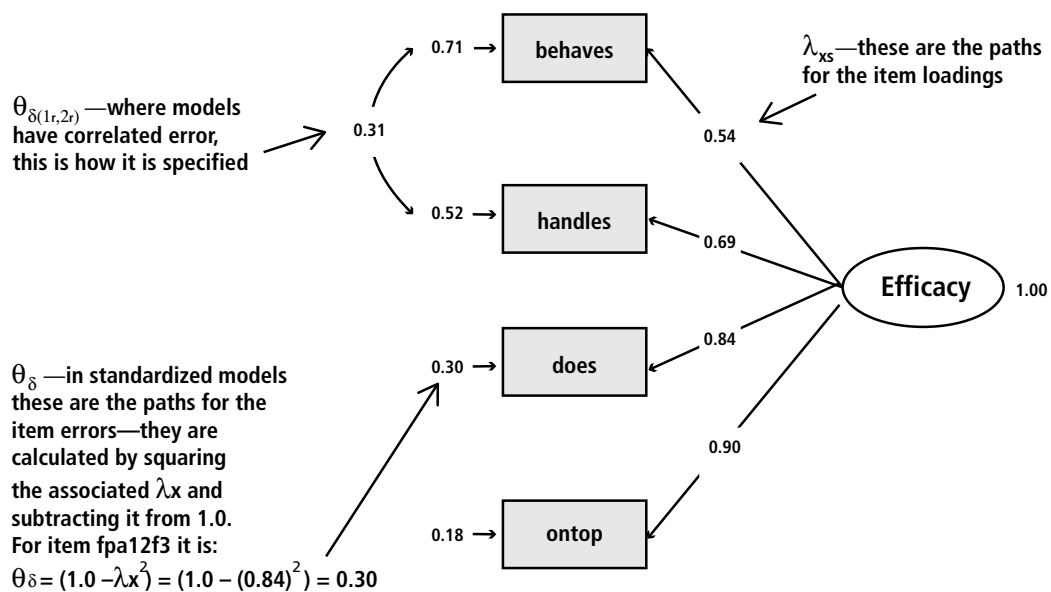 0.71
behaves
λxs—these are the paths
for the item loadings
θδ(1r,2r) —where models
have correlated error,
this is how it is specified
0.31
0.54
0.52
handles
0.69
Efficacy
1.00
θδ —in standardized models
these are the paths for the
item errors—they are
calculated by squaring
the associated λx and
subtracting it from 1.0.
For item fpa12f3 it is:
θδ = (1.0 –λx²) = (1.0 – (0.84)²) = 0.30
0.30
does
0.84
0.90
0.18
ontop